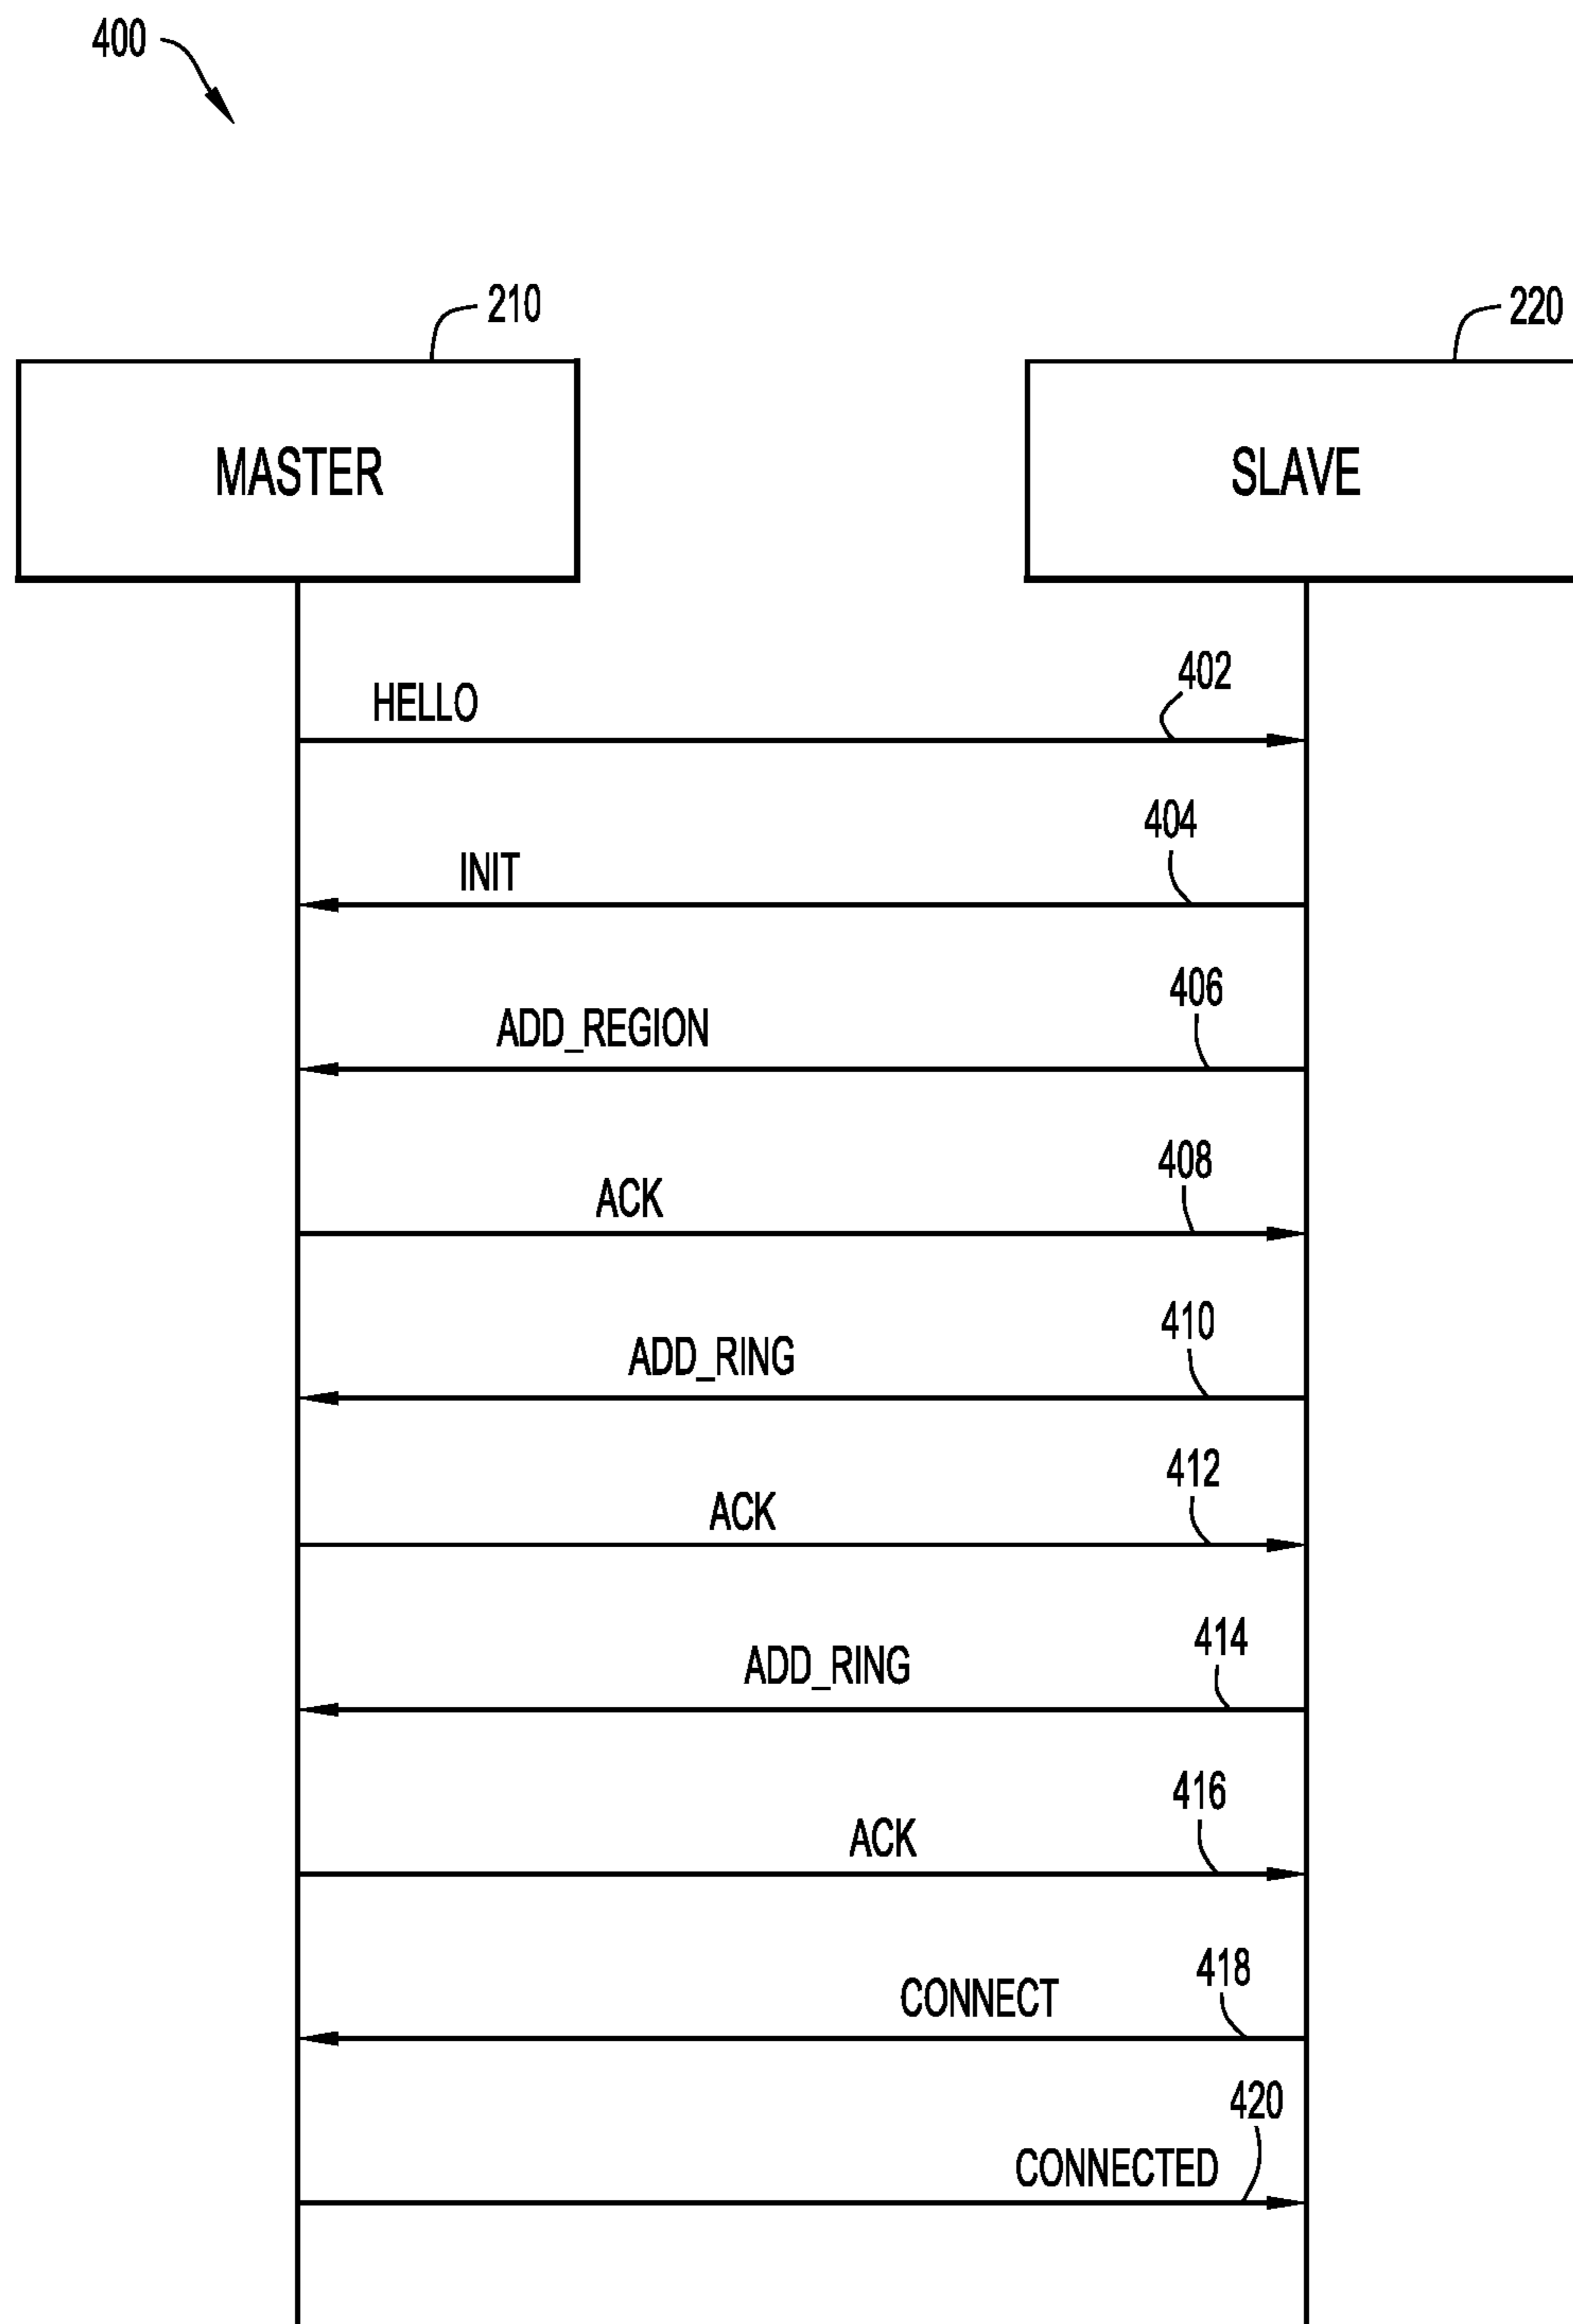 400
210
220
MASTER
SLAVE
402
HELLO
404
INIT
406
ADD_REGION
408
ACK
410
ADD_RING
412
ACK
414
ADD_RING
416
ACK
418
CONNECT
420
CONNECTED